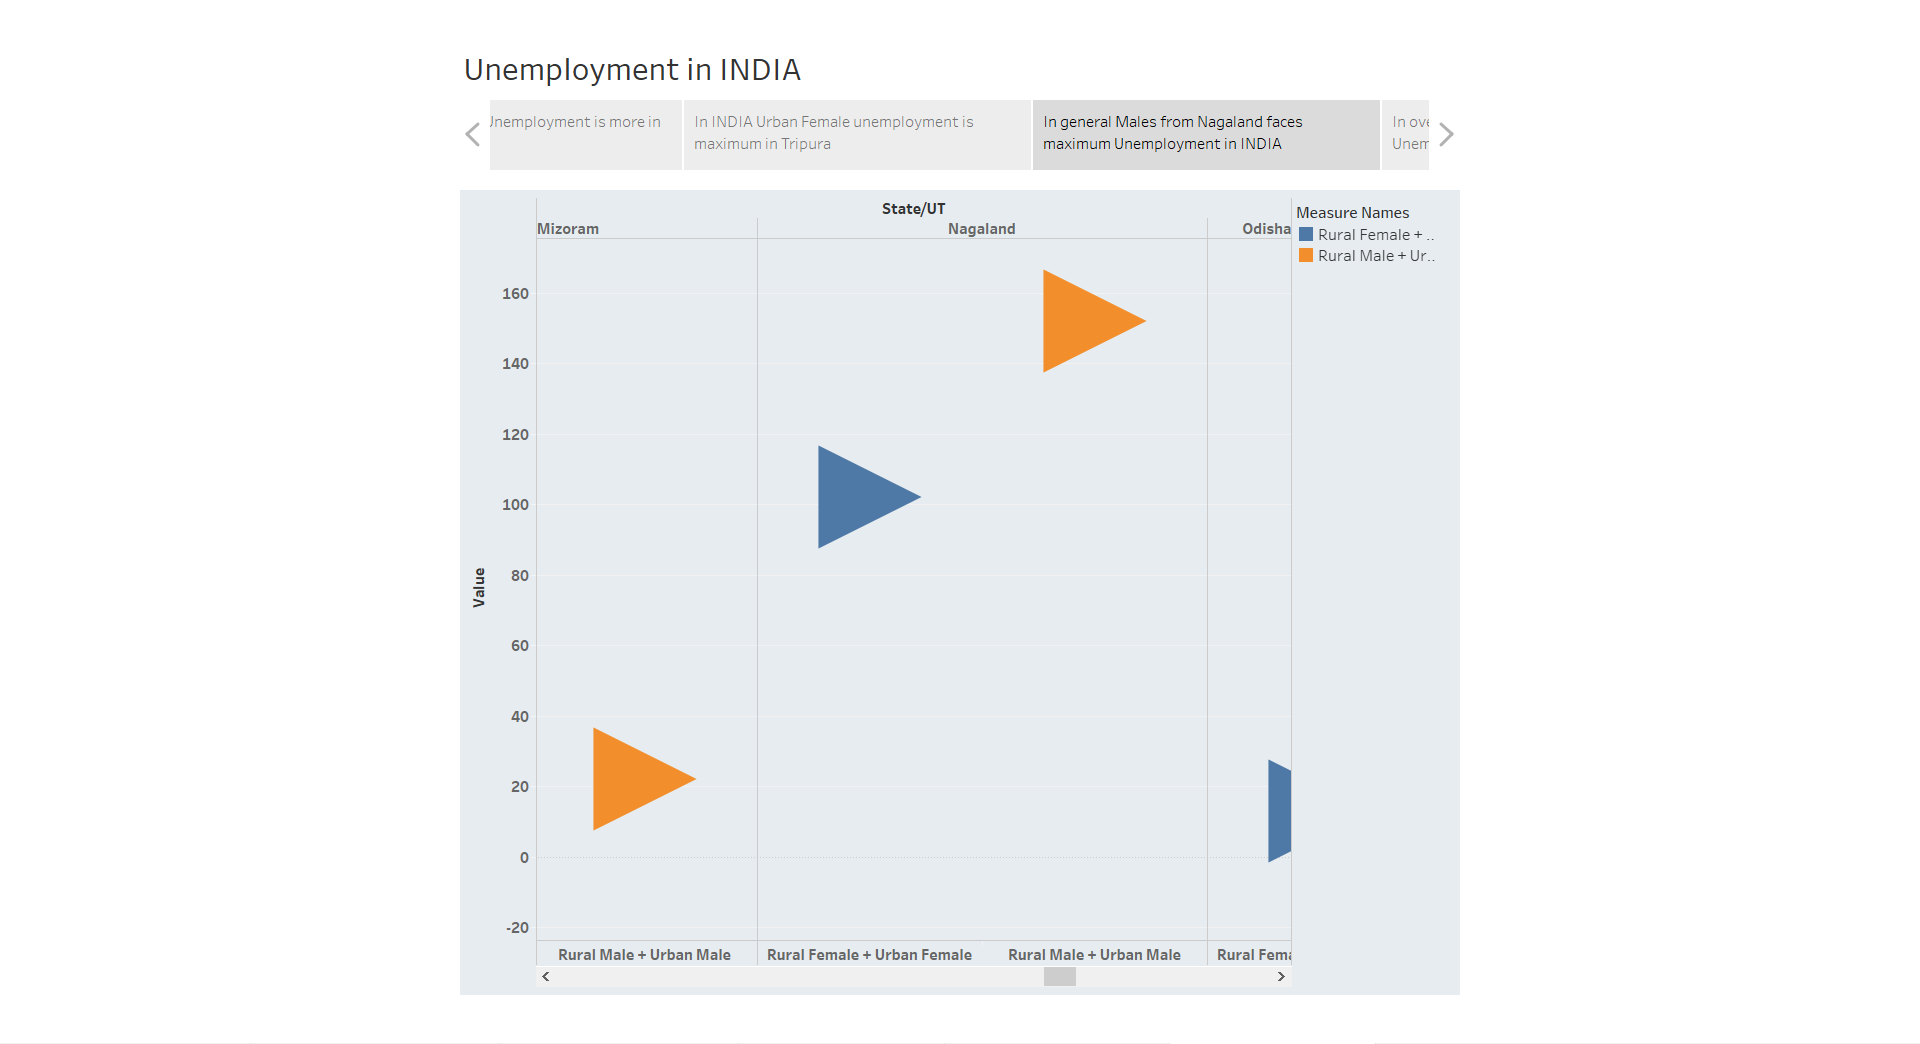 Unemployment in INDIA
Unemployment is more in
In INDIA Urban Female unemployment is
maximum in Tripura
In general Males from Nagaland faces
maximum Unemployment in INDIA
In ove
Unem
State/UT
Mizoram
Nagaland
Odisha
Measure Names
Rural Female + ..
Rural Male + Ur..
160
140
120
100
80
60
40
20
0
-20
Value
Rural Male + Urban Male
Rural Female + Urban Female
Rural Male + Urban Male
Rural Fema